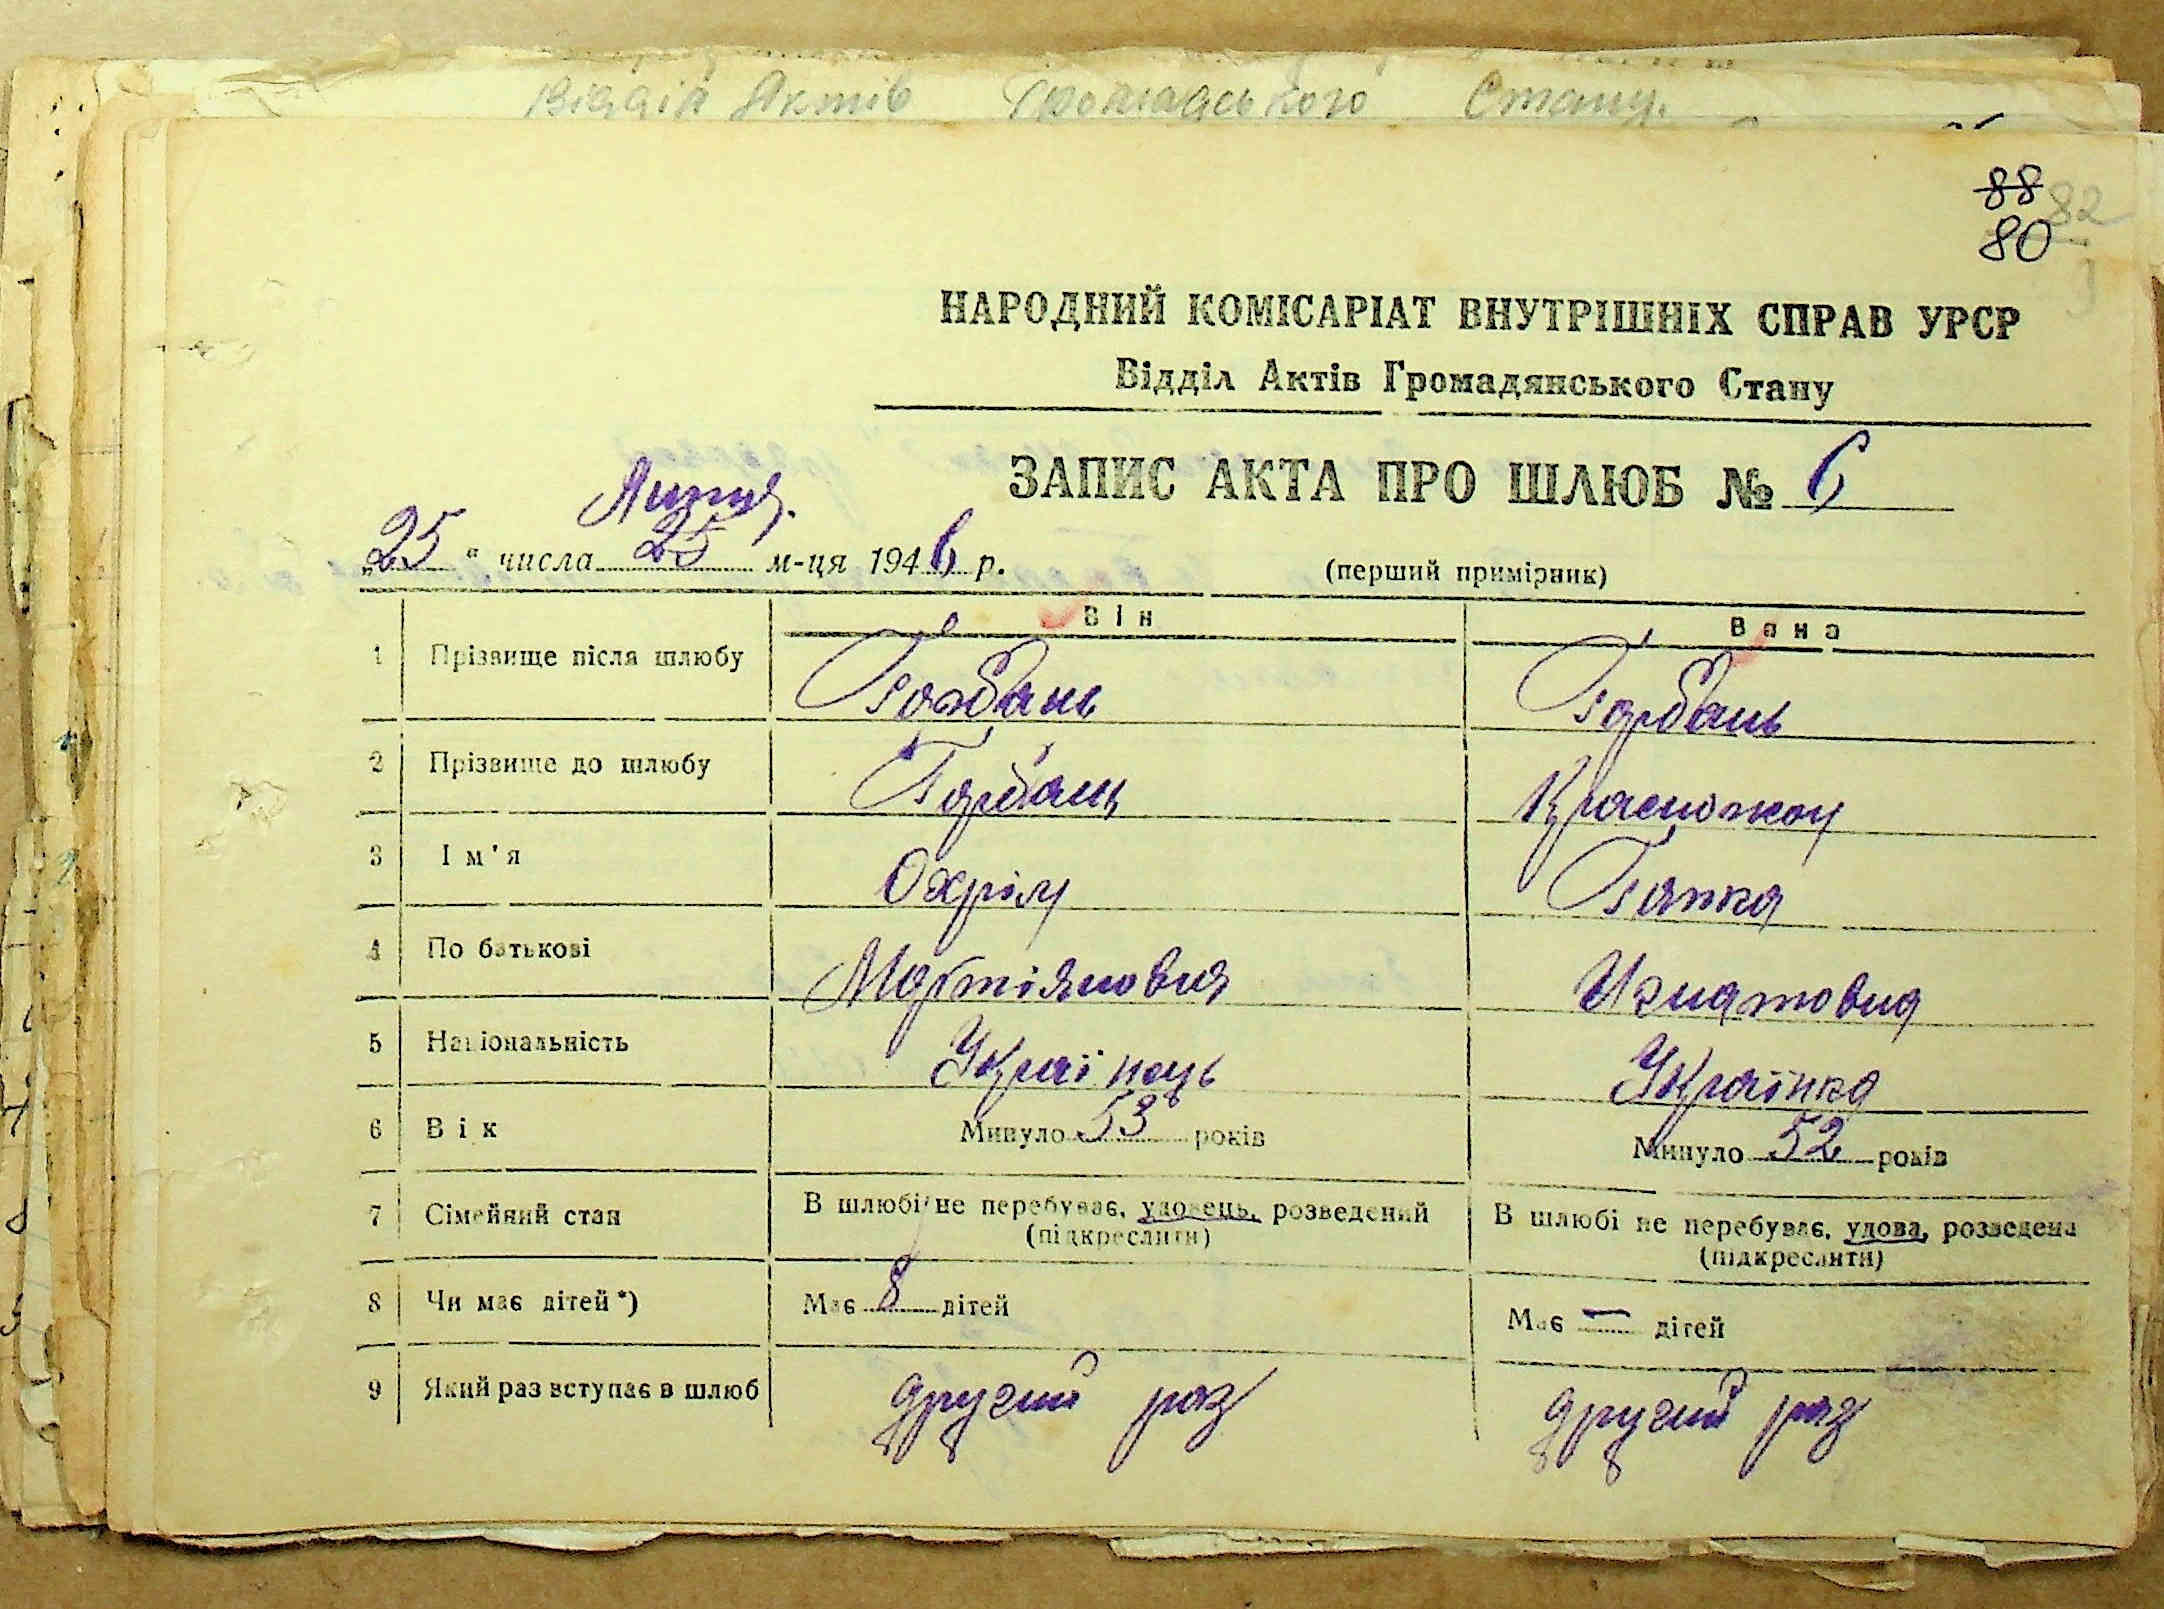 Відділ Актів Громадського Стану.
88 82
80
НАРОДНИЙ КОМІСАРІАТ ВНУТРІШНІХ СПРАВ УРСР
Відділ Актів Громадянського Стану
ЗАПИС АКТА ПРО ШЛЮБ № 6
Липня.
„25“ числа 25 м-ця 1946 р. (перший примірник)
Він Вона
1 Прізвище після шлюбу Горбань Горбань
2 Прізвище до шлюбу Горбань Красножон
3 Ім'я Охрім Гапка
4 По батькові Мартіянович Игнатовна
5 Національність Українець Українка
6 Вік Минуло 53 років Минуло 52 років
7 Сімейний стан В шлюбі не перебуває, удовець, розведений В шлюбі не перебуває, удова, розведена
(підкреслити) (підкреслити)
8 Чи має дітей*) Має 8 дітей Має — дітей
9 Який раз вступає в шлюб другий раз другий раз